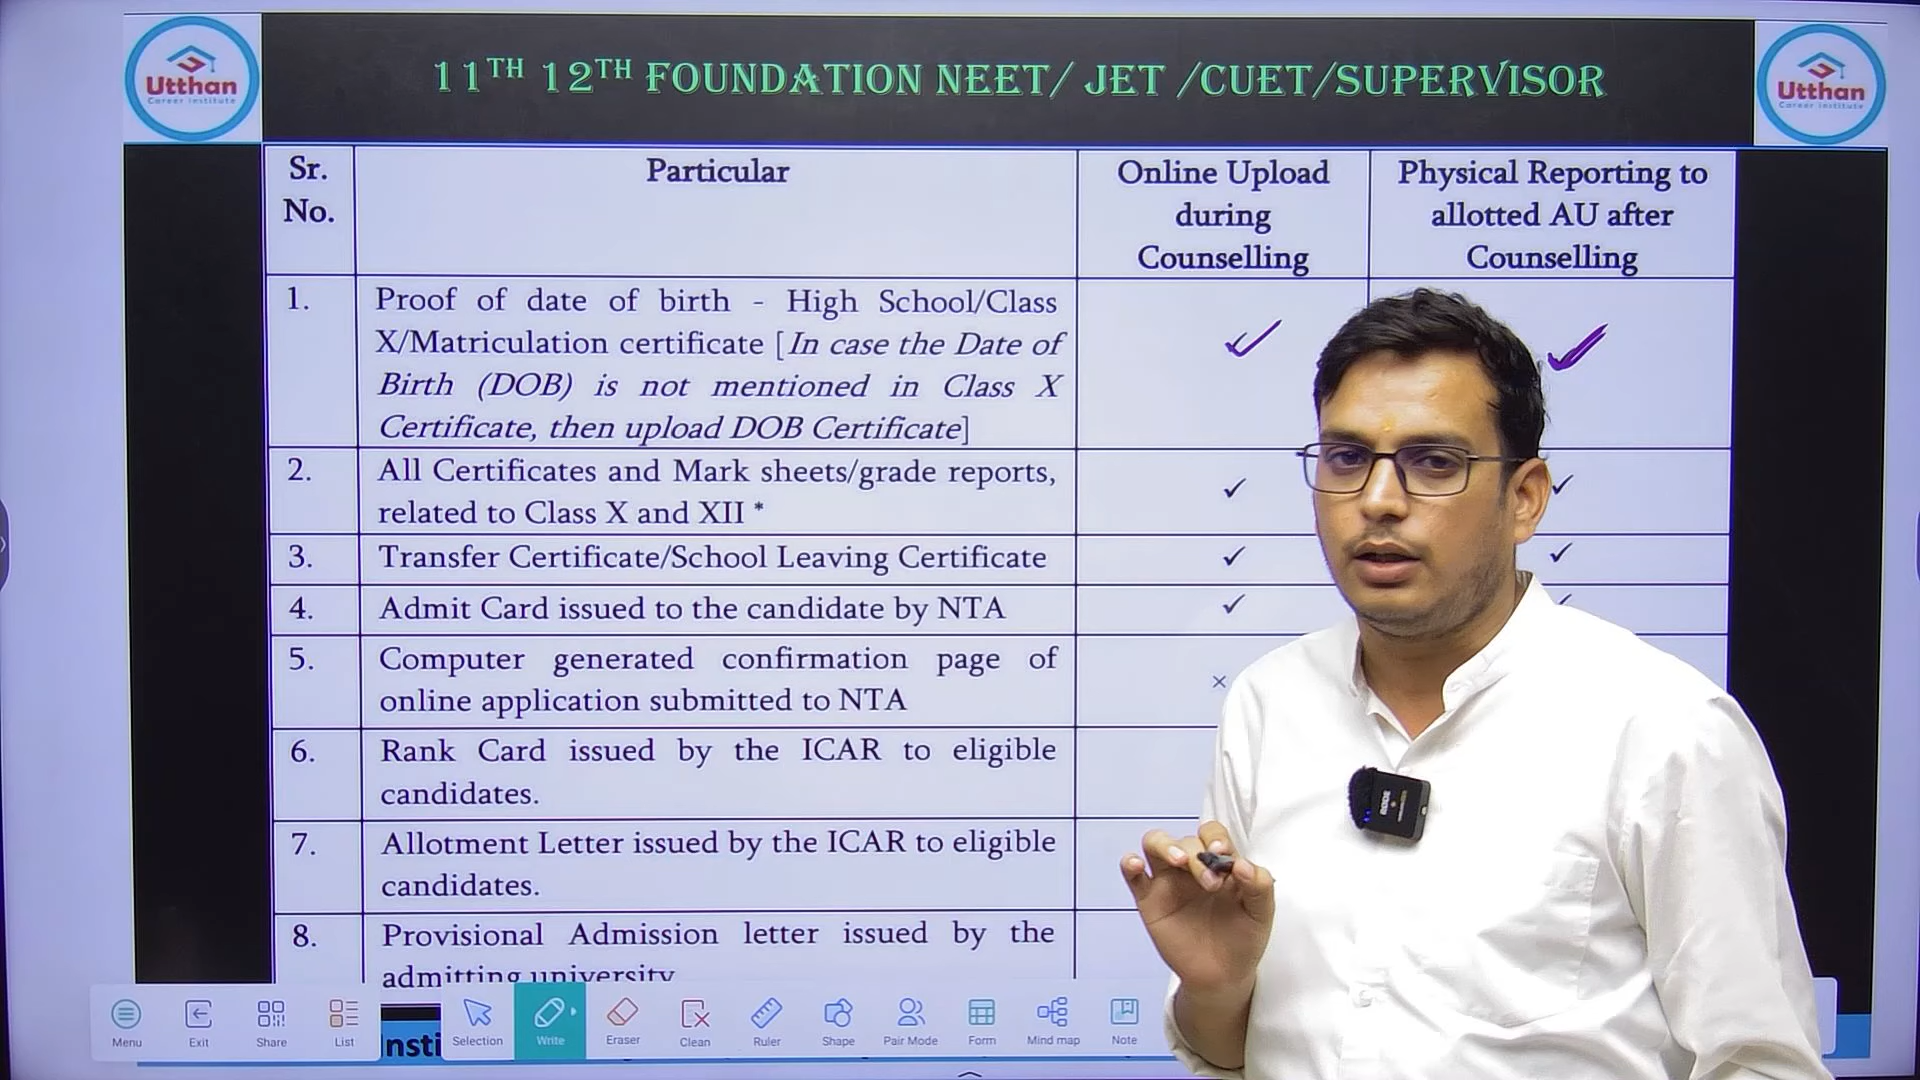 Utthan
Career Institute
11TH 12TH FOUNDATION NEET/ JET /CUET/SUPERVISOR
Utthan
Career Institute
Sr. No.
Particular
Online Upload during Counselling
Physical Reporting to allotted AU after Counselling
1.
Proof of date of birth - High School/Class
X/Matriculation certificate [In case the Date of
Birth (DOB) is not mentioned in Class X
Certificate, then upload DOB Certificate]
✓ ✓
2.
All Certificates and Mark sheets/grade reports,
related to Class X and XII *
✓ ✓
3. Transfer Certificate/School Leaving Certificate ✓ ✓
4. Admit Card issued to the candidate by NTA ✓
5.
Computer generated confirmation page of
online application submitted to NTA
×
6.
Rank Card issued by the ICAR to eligible
candidates.
7.
Allotment Letter issued by the ICAR to eligible
candidates.
8.
Provisional Admission letter issued by the
admitting university
Menu Exit Share List Selection Write Eraser Clean Ruler Shape Pair Mode Form Mind map Note
Insti
RODE